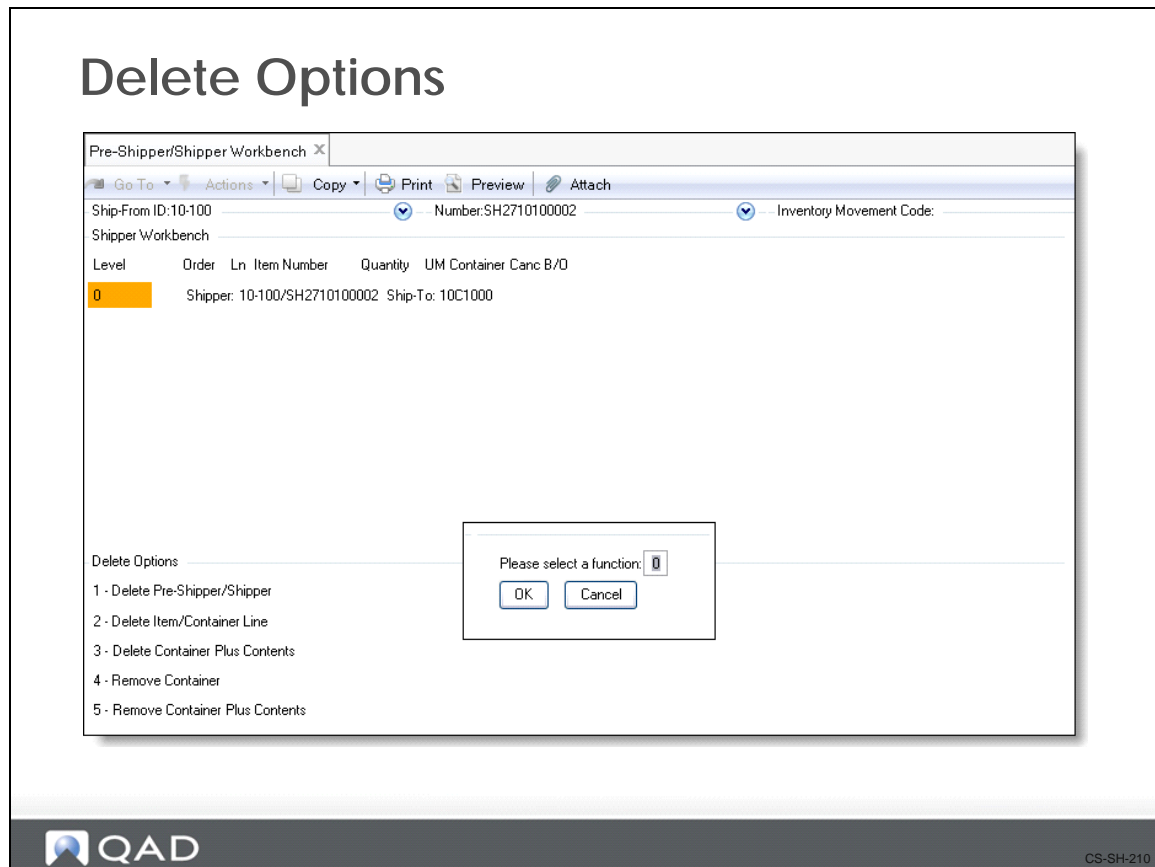 Delete Options
Pre-Shipper/Shipper Workbench
Go To Actions Copy Print Preview Attach
Ship-From ID:10-100 Number:SH2710100002 Inventory Movement Code:
Shipper Workbench
Level Order Ln Item Number Quantity UM Container Canc B/O
0 Shipper: 10-100/SH2710100002 Ship-To: 10C1000
Delete Options
1 - Delete Pre-Shipper/Shipper
2 - Delete Item/Container Line
3 - Delete Container Plus Contents
4 - Remove Container
5 - Remove Container Plus Contents
Please select a function: 0
OK Cancel
QAD
CS-SH-210